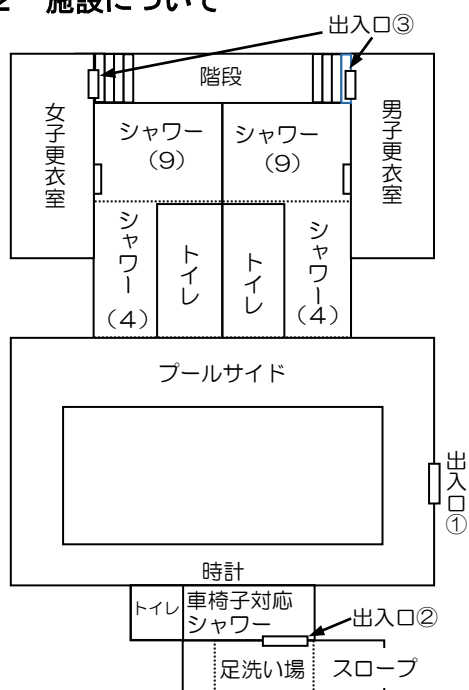 2 施設について
出入口③
階段
女子更衣室
シャワー
（9）
シャワー
（9）
男子更衣室
シャワー（4）
トイレ
トイレ
シャワー（4）
プールサイド
出入口①
時計
トイレ
車椅子対応
シャワー
出入口②
足洗い場
スロープ